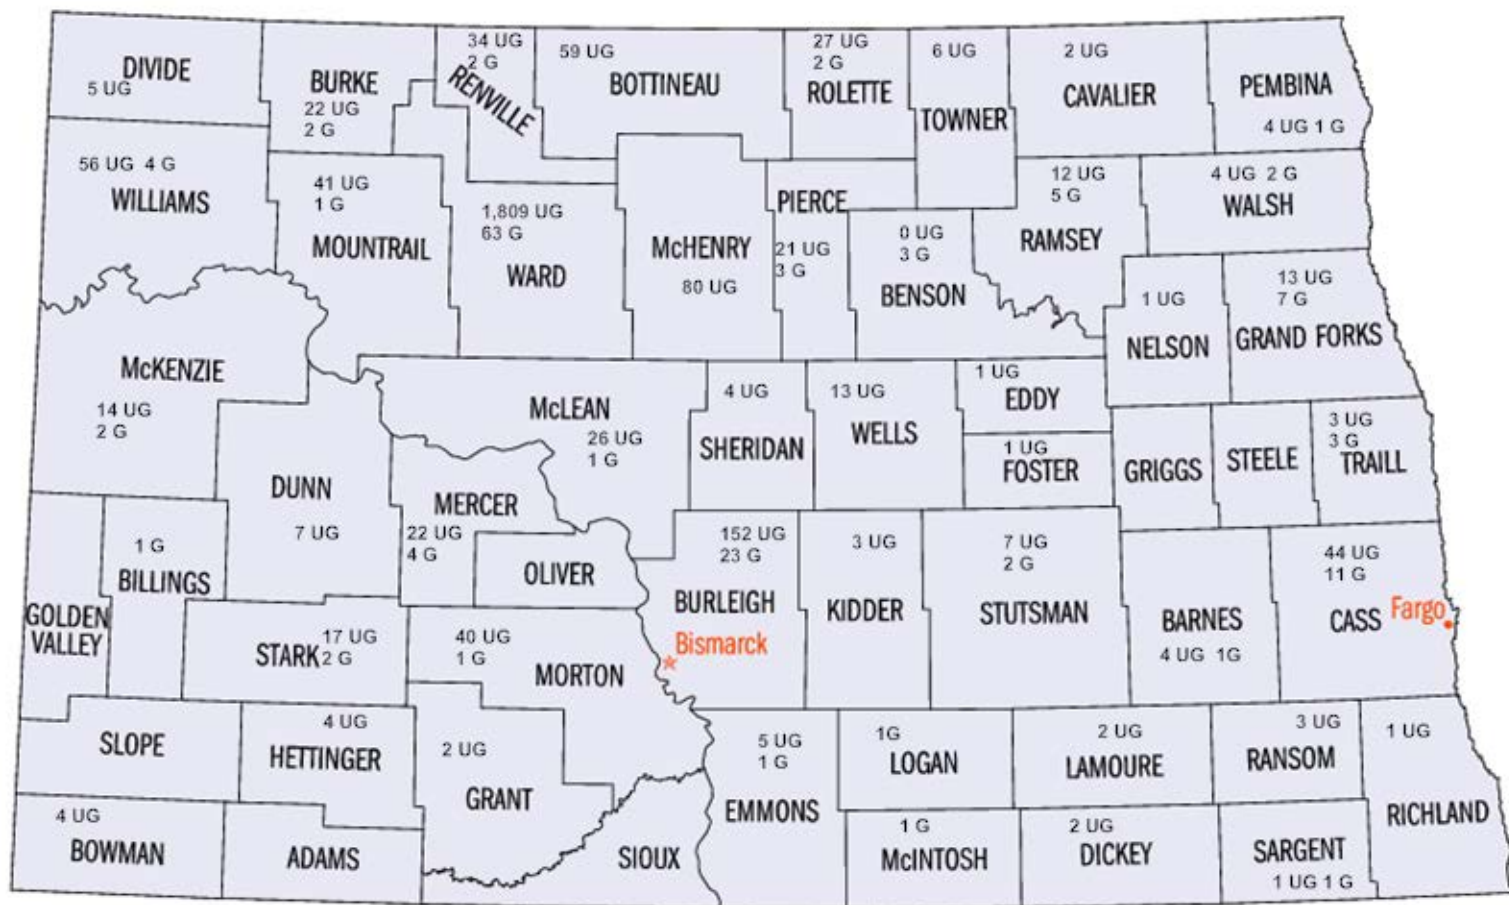 DIVIDE
5 UG
BURKE
22 UG
2 G
34 UG
2 G
RENVILLE
59 UG
BOTTINEAU
27 UG
2 G
ROLETTE
6 UG
TOWNER
2 UG
CAVALIER
PEMBINA
4 UG 1 G
56 UG 4 G
WILLIAMS
41 UG
1 G
MOUNTRAIL
1,809 UG
63 G
WARD
McHENRY
80 UG
PIERCE
21 UG
3 G
0 UG
3 G
BENSON
12 UG
5 G
RAMSEY
4 UG 2 G
WALSH
1 UG
NELSON
13 UG
7 G
GRAND FORKS
McKENZIE
14 UG
2 G
DUNN
7 UG
McLEAN
26 UG
1 G
MERCER
22 UG
4 G
OLIVER
4 UG
SHERIDAN
13 UG
WELLS
1 UG
EDDY
1 UG
FOSTER
GRIGGS
STEELE
3 UG
3 G
TRAILL
GOLDEN
VALLEY
1 G
BILLINGS
STARK
17 UG
2 G
40 UG
1 G
MORTON
152 UG
23 G
BURLEIGH
Bismarck
3 UG
KIDDER
7 UG
2 G
STUTSMAN
BARNES
4 UG 1G
44 UG
11 G
CASS
Fargo
SLOPE
4 UG
HETTINGER
2 UG
GRANT
4 UG
BOWMAN
ADAMS
SIOUX
5 UG
1 G
EMMONS
1G
LOGAN
2 UG
LAMOURE
3 UG
RANSOM
1 UG
RICHLAND
1 G
McINTOSH
2 UG
DICKEY
SARGENT
1 UG 1 G